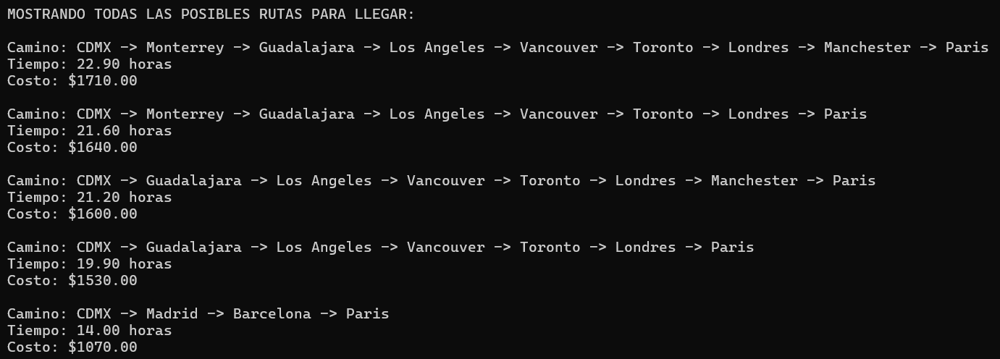 MOSTRANDO TODAS LAS POSIBLES RUTAS PARA LLEGAR:
Camino: CDMX -> Monterrey -> Guadalajara -> Los Angeles -> Vancouver -> Toronto -> Londres -> Manchester -> Paris
Tiempo: 22.90 horas
Costo: $1710.00
Camino: CDMX -> Monterrey -> Guadalajara -> Los Angeles -> Vancouver -> Toronto -> Londres -> Paris
Tiempo: 21.60 horas
Costo: $1640.00
Camino: CDMX -> Guadalajara -> Los Angeles -> Vancouver -> Toronto -> Londres -> Manchester -> Paris
Tiempo: 21.20 horas
Costo: $1600.00
Camino: CDMX -> Guadalajara -> Los Angeles -> Vancouver -> Toronto -> Londres -> Paris
Tiempo: 19.90 horas
Costo: $1530.00
Camino: CDMX -> Madrid -> Barcelona -> Paris
Tiempo: 14.00 horas
Costo: $1070.00